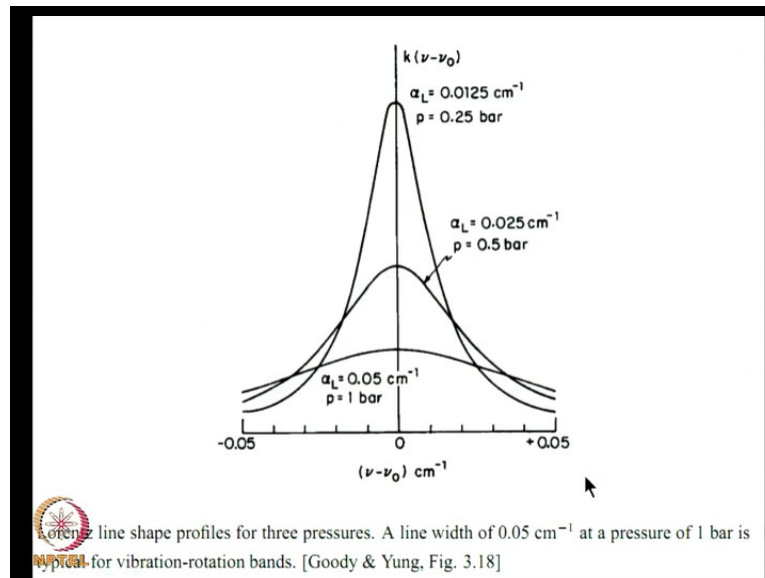 k(ν-ν₀)
α_L = 0.0125 cm⁻¹
p = 0.25 bar
α_L = 0.025 cm⁻¹
p = 0.5 bar
α_L = 0.05 cm⁻¹
p = 1 bar
-0.05 0 +0.05
(ν-ν₀) cm⁻¹
Lorentz line shape profiles for three pressures. A line width of 0.05 cm⁻¹ at a pressure of 1 bar is
typical for vibration-rotation bands. [Goody & Yung, Fig. 3.18]
NPTEL